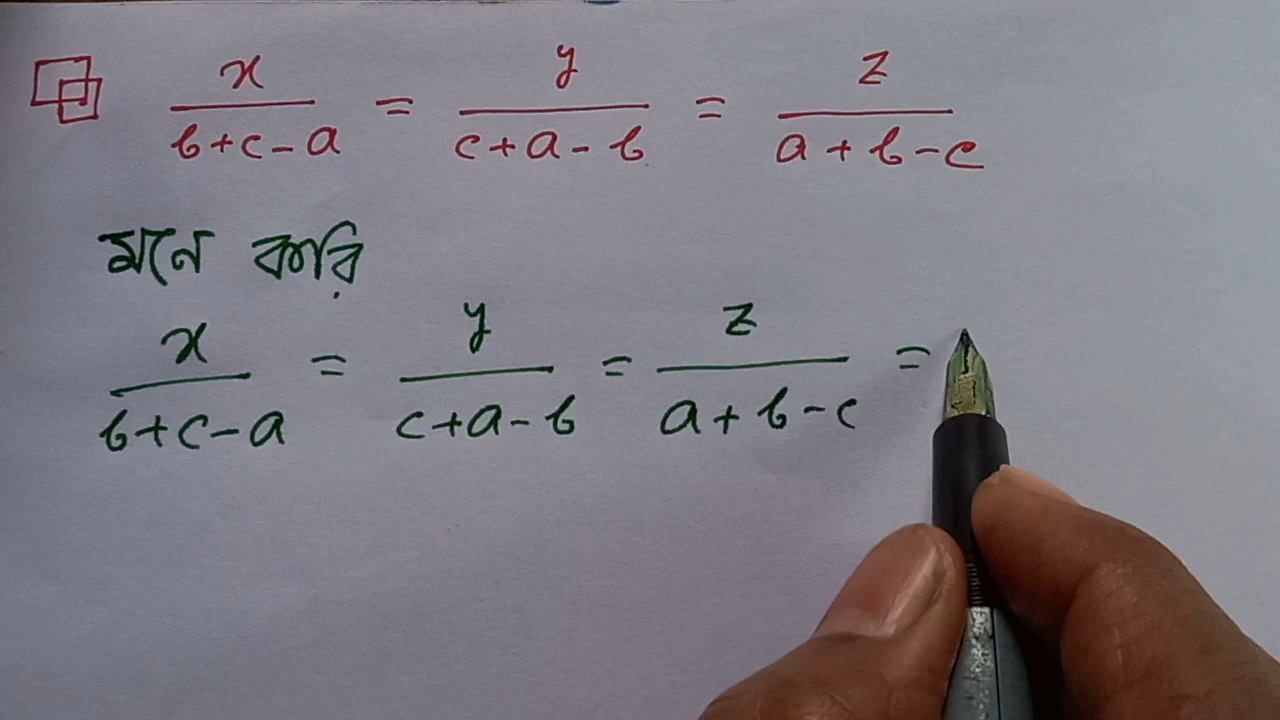 x/(b+c-a) = y/(c+a-b) = z/(a+b-c)
মনে করি
x/(b+c-a) = y/(c+a-b) = z/(a+b-c) =